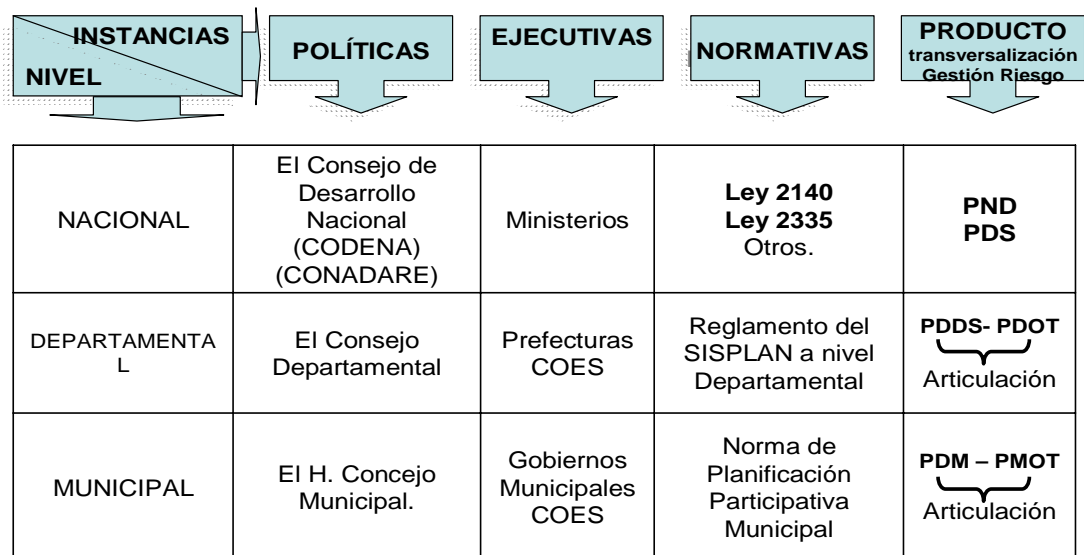 INSTANCIAS
NIVEL
POLÍTICAS
EJECUTIVAS
NORMATIVAS
PRODUCTO
transversalización
Gestión Riesgo
NACIONAL
El Consejo de
Desarrollo
Nacional
(CODENA)
(CONADARE)
Ministerios
Ley 2140
Ley 2335
Otros.
PND
PDS
DEPARTAMENTA
L
El Consejo
Departamental
Prefecturas
COES
Reglamento del
SISPLAN a nivel
Departamental
PDDS- PDOT
Articulación
MUNICIPAL
El H. Concejo
Municipal.
Gobiernos
Municipales
COES
Norma de
Planificación
Participativa
Municipal
PDM – PMOT
Articulación